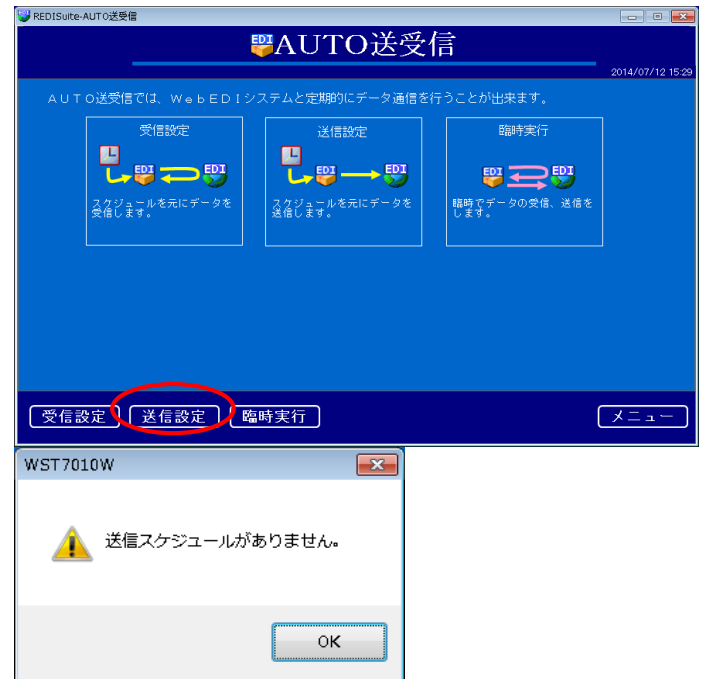 REDISuite-AUTO送受信
AUTO送受信
2014/07/12 15:29
ＡＵＴＯ送受信では、ＷｅｂＥＤＩシステムと定期的にデータ通信を行うことが出来ます。
受信設定
EDI EDI
スケジュールを元にデータを
受信します。
送信設定
EDI EDI
スケジュールを元にデータを
送信します。
臨時実行
EDI EDI
臨時でデータの受信、送信を
します。
受信設定 送信設定 臨時実行 メニュー
WST7010W
送信スケジュールがありません。
OK